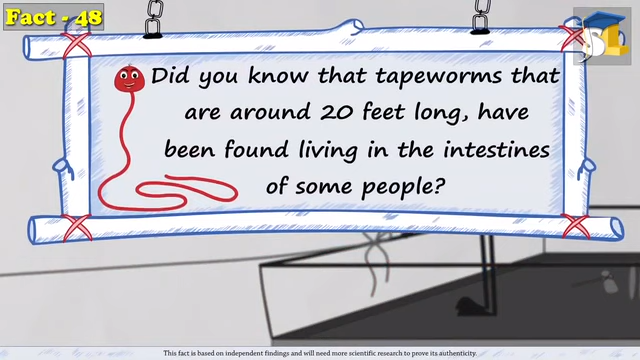 Fact - 48
SL
Did you know that tapeworms that
are around 20 feet long, have
been found living in the intestines
of some people?
This fact is based on independent findings and will need more scientific research to prove its authenticity.